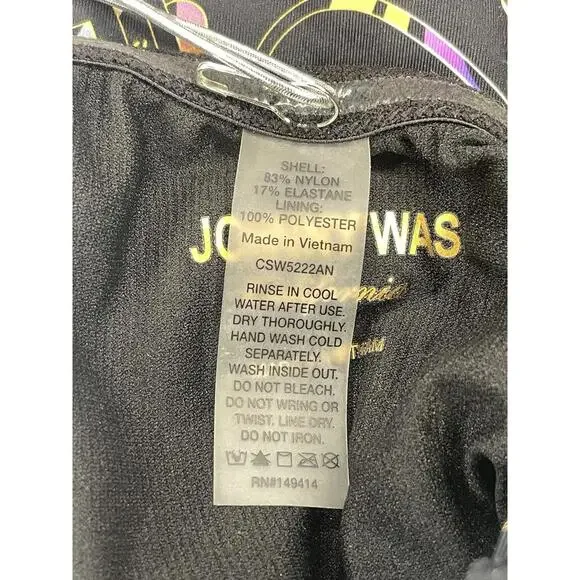 SHELL:
83% NYLON
17% ELASTANE
LINING:
100% POLYESTER
JO WAS
Made in Vietnam
CSW5222AN
RINSE IN COOL
WATER AFTER USE.
DRY THOROUGHLY.
HAND WASH COLD
SEPARATELY.
WASH INSIDE OUT.
DO NOT BLEACH.
DO NOT WRING OR
TWIST. LINE DRY.
DO NOT IRON.
RN#149414